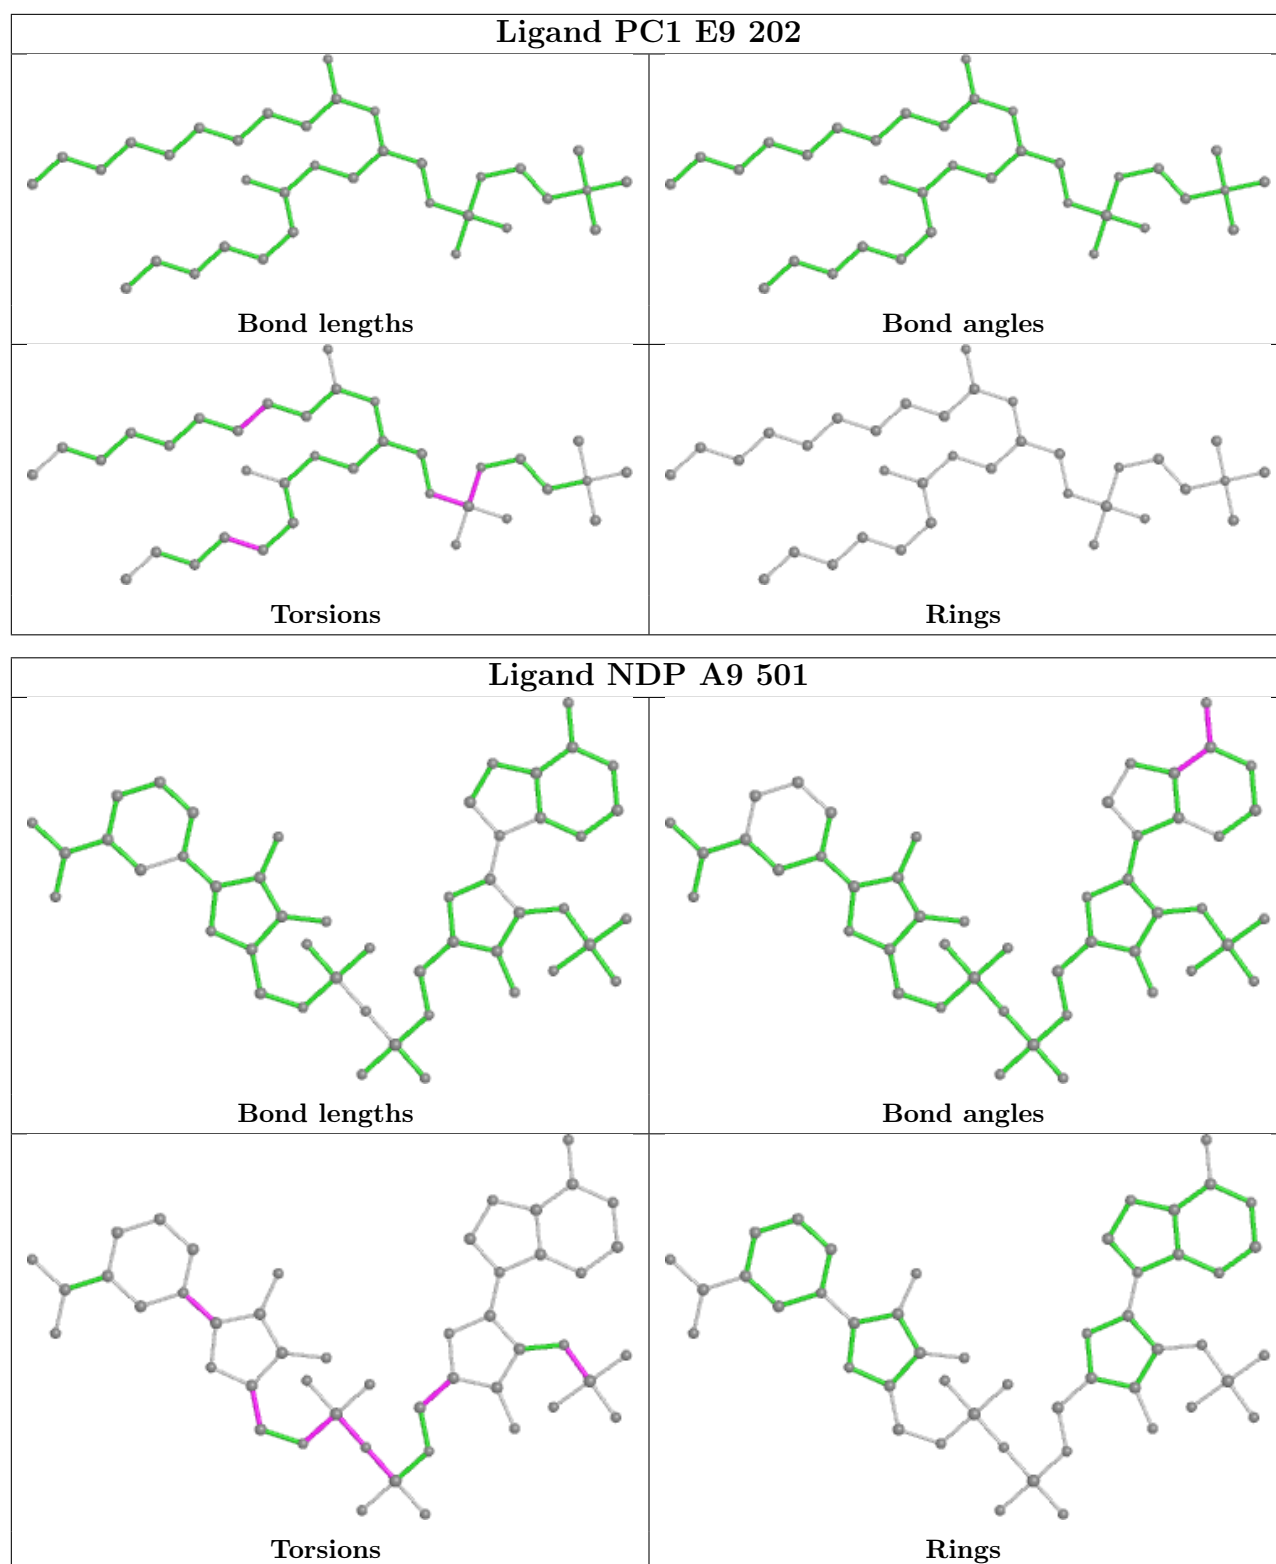 Ligand PC1 E9 202
Bond lengths
Bond angles
Torsions
Rings
Ligand NDP A9 501
Bond lengths
Bond angles
Torsions
Rings